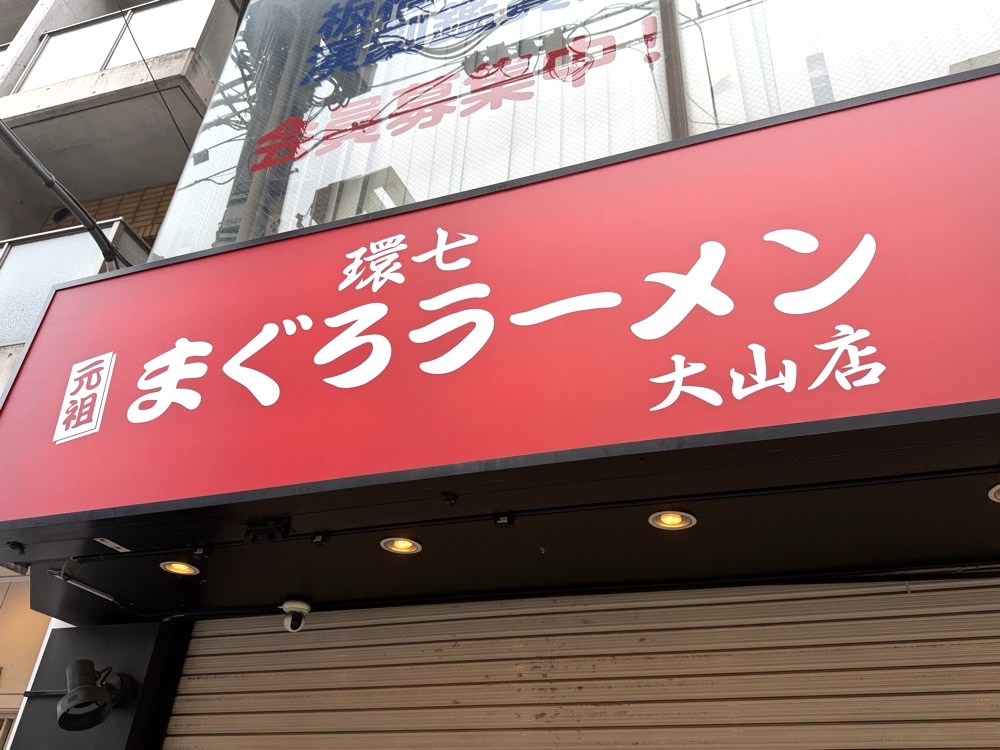 会員募集中！
環七
元祖
まぐろラーメン
大山店